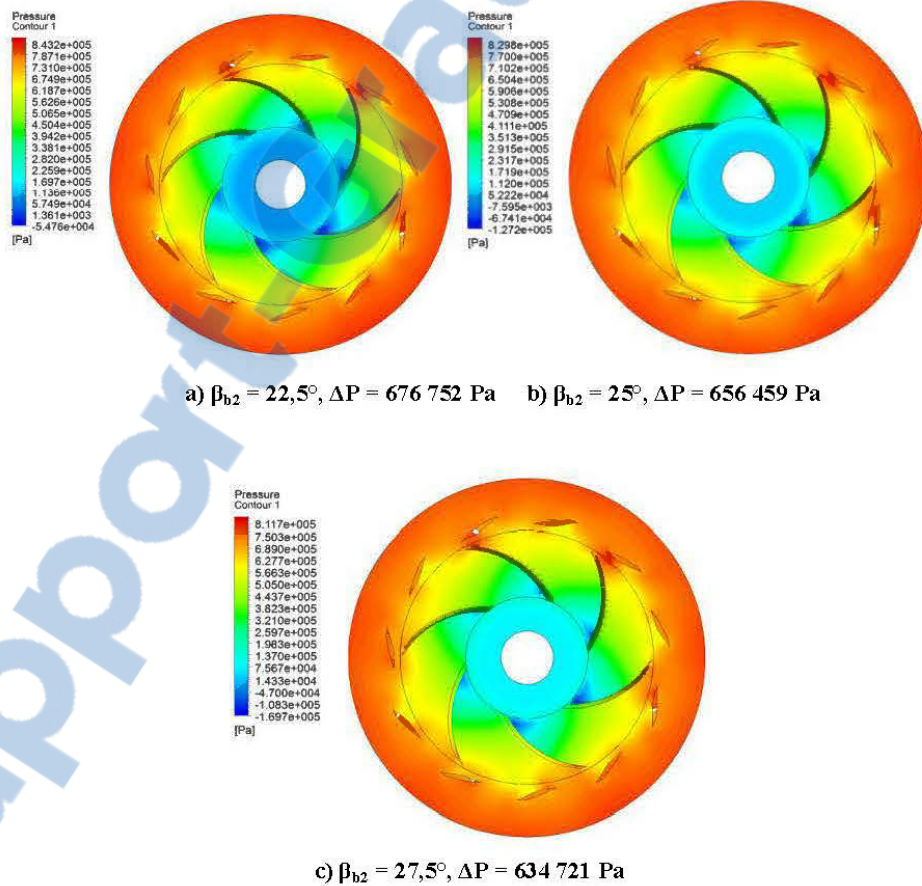 Pressure
Contour 1
8.432e+005
7.871e+005
7.310e+005
6.749e+005
6.187e+005
5.626e+005
5.065e+005
4.504e+005
3.942e+005
3.381e+005
2.820e+005
2.259e+005
1.697e+005
1.136e+005
5.749e+004
1.361e+003
-5.476e+004
[Pa]
Pressure
Contour 1
8.298e+005
7.700e+005
7.102e+005
6.504e+005
5.906e+005
5.308e+005
4.709e+005
4.111e+005
3.513e+005
2.915e+005
2.317e+005
1.719e+005
1.120e+005
5.222e+004
-7.595e+003
-6.741e+004
-1.272e+005
[Pa]
a) βb2 = 22,5°, ΔP = 676 752 Pa b) βb2 = 25°, ΔP = 656 459 Pa
Pressure
Contour 1
8.117e+005
7.503e+005
6.890e+005
6.277e+005
5.663e+005
5.050e+005
4.437e+005
3.823e+005
3.210e+005
2.597e+005
1.983e+005
1.370e+005
7.567e+004
1.433e+004
-4.700e+004
-1.083e+005
-1.697e+005
[Pa]
c) βb2 = 27,5°, ΔP = 634 721 Pa